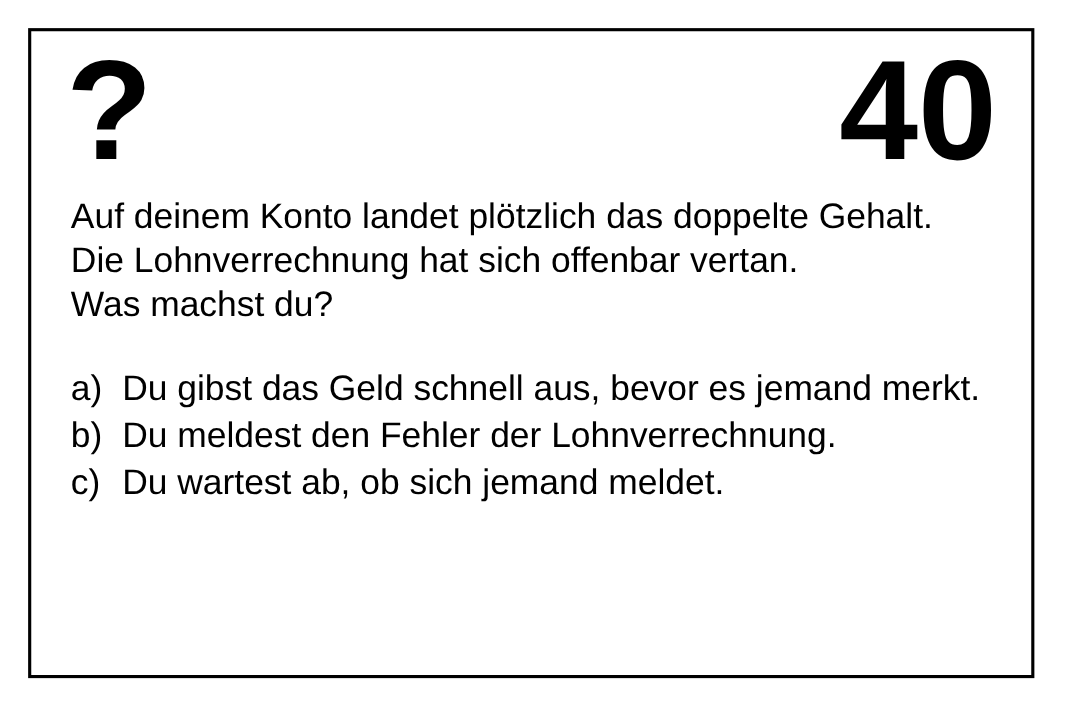 ? 40
Auf deinem Konto landet plötzlich das doppelte Gehalt.
Die Lohnverrechnung hat sich offenbar vertan.
Was machst du?
a) Du gibst das Geld schnell aus, bevor es jemand merkt.
b) Du meldest den Fehler der Lohnverrechnung.
c) Du wartest ab, ob sich jemand meldet.